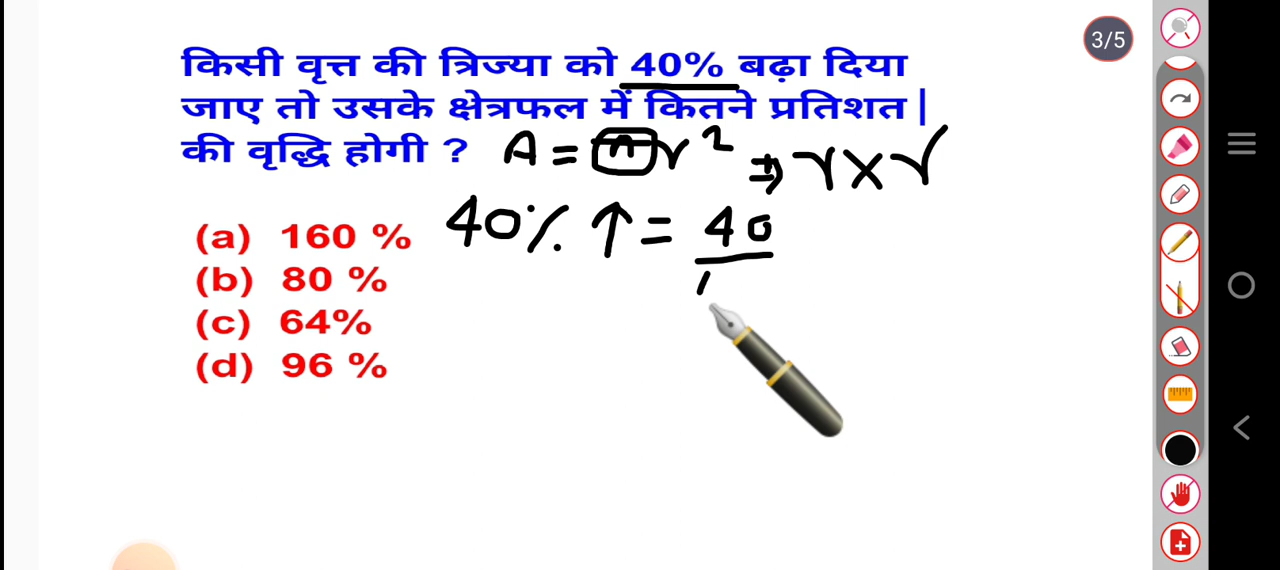 3/5
किसी वृत्त की त्रिज्या को 40% बढ़ा दिया
जाए तो उसके क्षेत्रफल में कितने प्रतिशत|
की वृद्धि होगी ? A = πr² ⇒ r×r
(a) 160 % 40% ↑ = 40/
(b) 80 %
(c) 64%
(d) 96 %